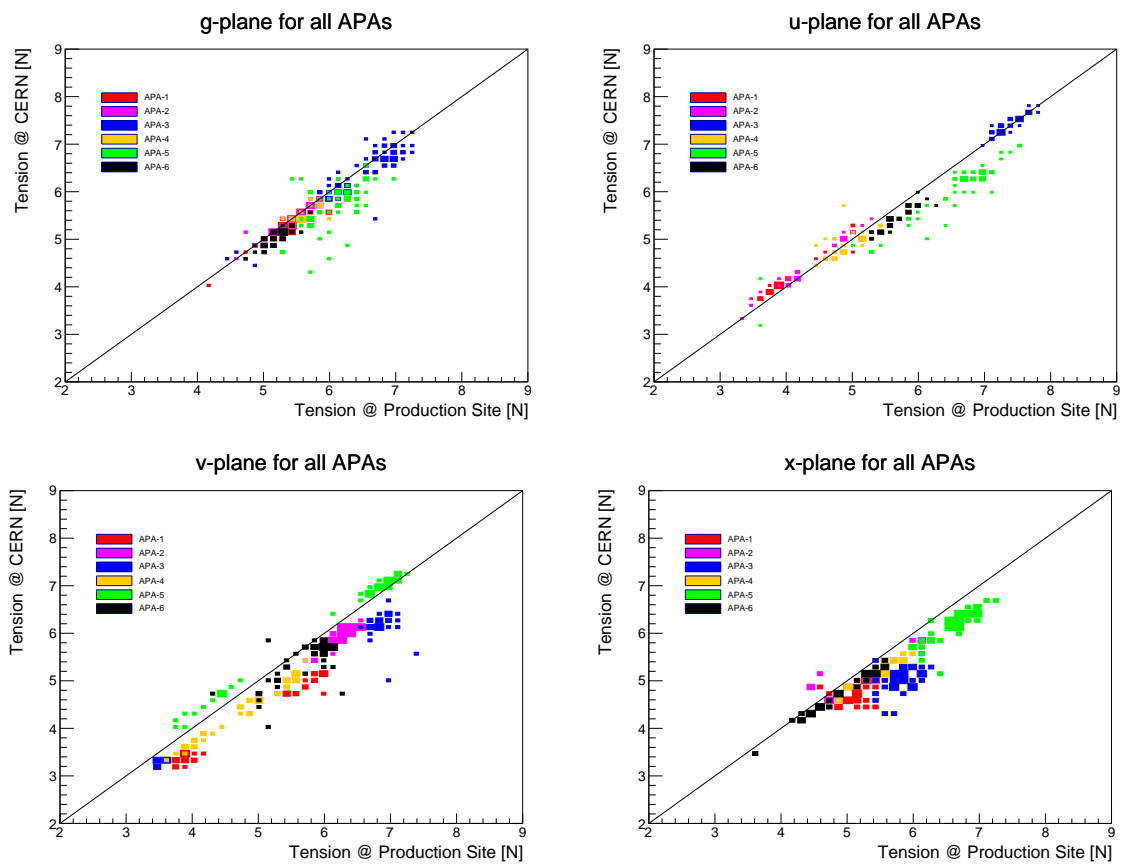 g-plane for all APAs
Tension @ CERN [N]
9
8
7
6
5
4
3
2
APA-1
APA-2
APA-3
APA-4
APA-5
APA-6
2 3 4 5 6 7 8 9
Tension @ Production Site [N]
u-plane for all APAs
Tension @ CERN [N]
9
8
7
6
5
4
3
2
APA-1
APA-2
APA-3
APA-4
APA-5
APA-6
2 3 4 5 6 7 8 9
Tension @ Production Site [N]
v-plane for all APAs
Tension @ CERN [N]
9
8
7
6
5
4
3
2
APA-1
APA-2
APA-3
APA-4
APA-5
APA-6
2 3 4 5 6 7 8 9
Tension @ Production Site [N]
x-plane for all APAs
Tension @ CERN [N]
9
8
7
6
5
4
3
2
APA-1
APA-2
APA-3
APA-4
APA-5
APA-6
2 3 4 5 6 7 8 9
Tension @ Production Site [N]